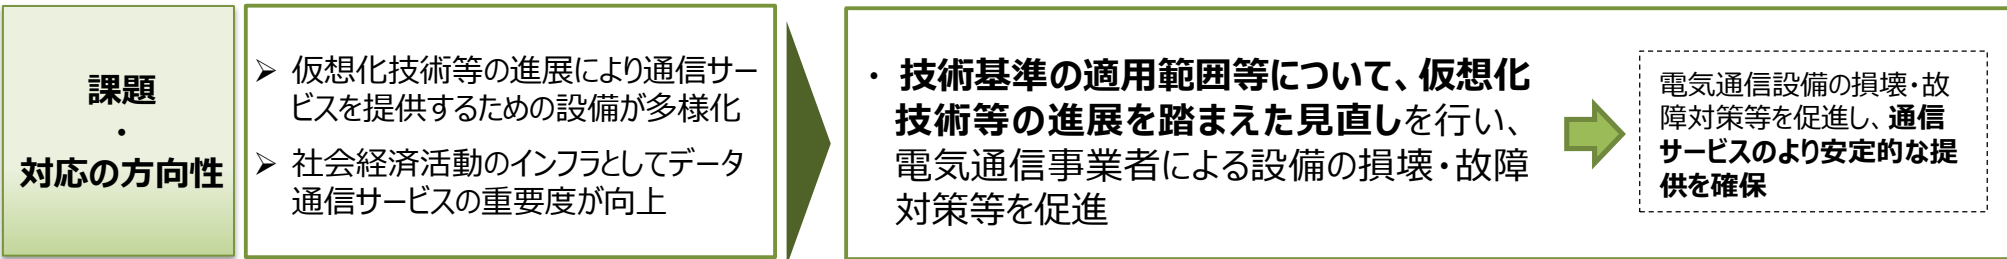 課題
・
対応の方向性
➢ 仮想化技術等の進展により通信サー
ビスを提供するための設備が多様化
➢ 社会経済活動のインフラとしてデータ
通信サービスの重要度が向上
・ 技術基準の適用範囲等について、仮想化
技術等の進展を踏まえた見直しを行い、
電気通信事業者による設備の損壊・故障
対策等を促進
電気通信設備の損壊・故
障対策等を促進し、通信
サービスのより安定的な提
供を確保